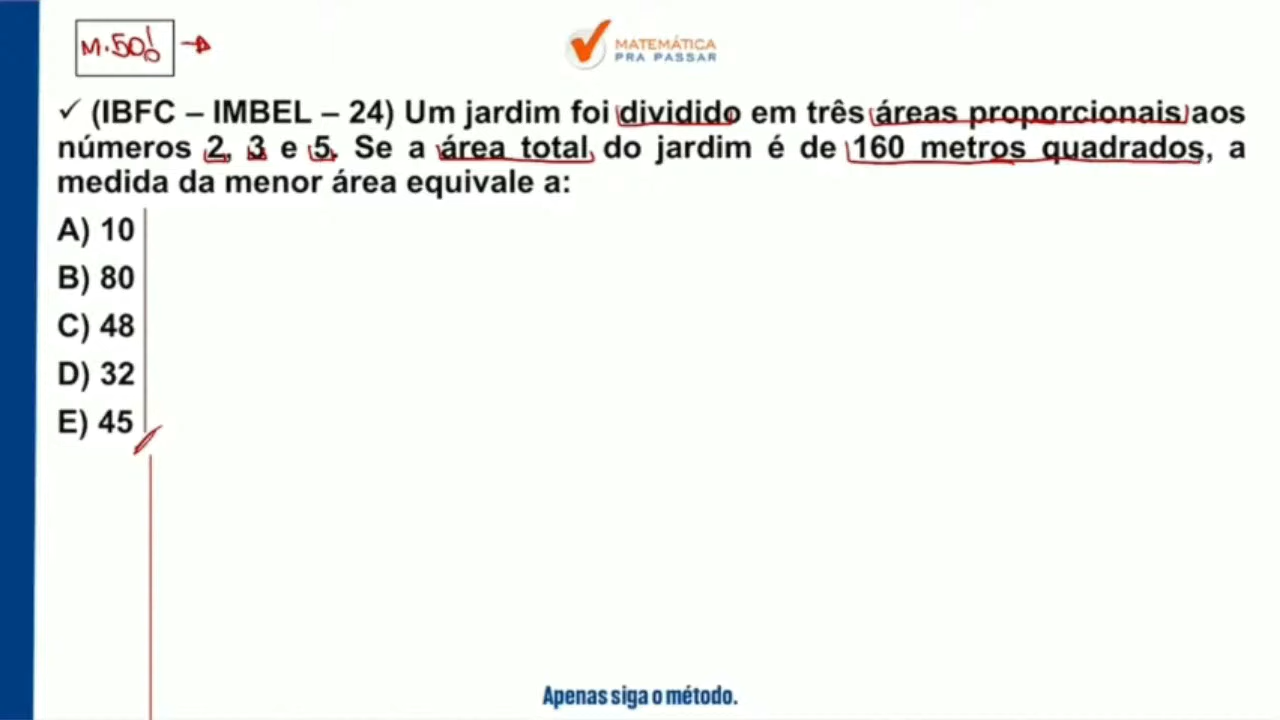 M.50!
MATEMÁTICA
PRA PASSAR
✓ (IBFC – IMBEL – 24) Um jardim foi dividido em três áreas proporcionais aos
números 2, 3 e 5. Se a área total do jardim é de 160 metros quadrados, a
medida da menor área equivale a:
A) 10
B) 80
C) 48
D) 32
E) 45
Apenas siga o método.